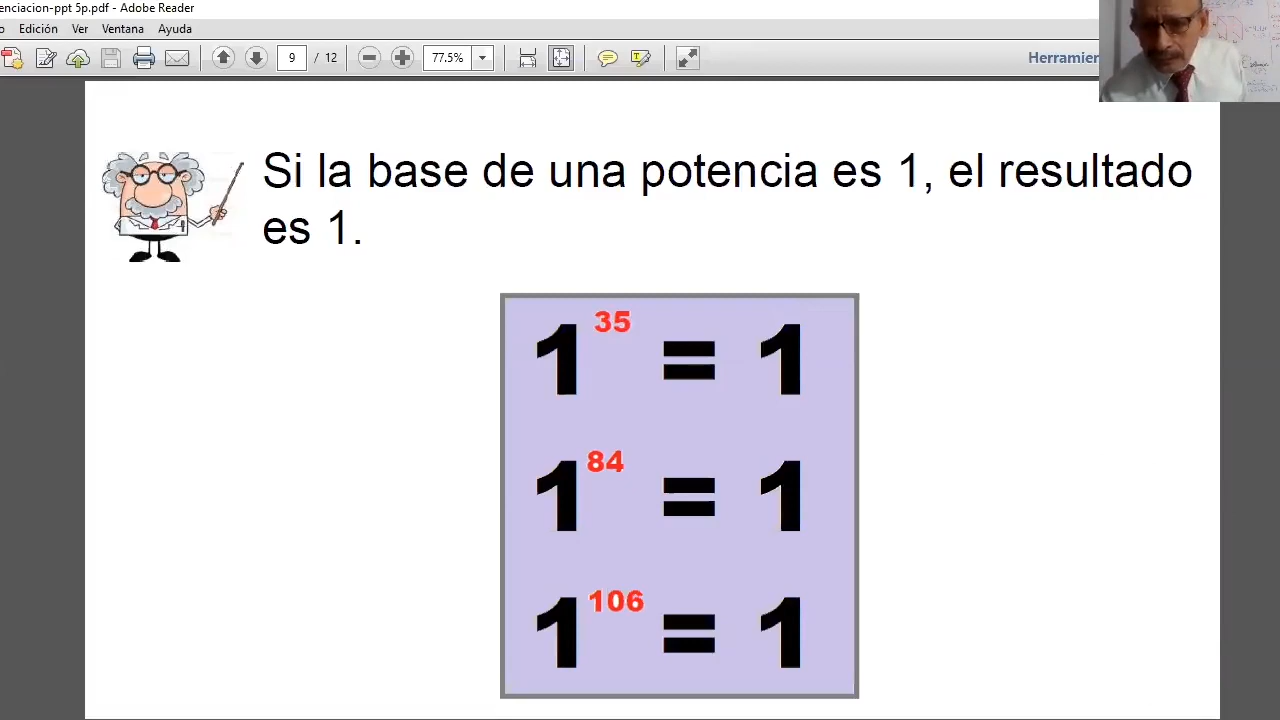 enciacion-ppt 5p.pdf - Adobe Reader
o Edición Ver Ventana Ayuda
9 / 12 77.5% Herramien
Si la base de una potencia es 1, el resultado
es 1.
1^35 = 1
1^84 = 1
1^106 = 1